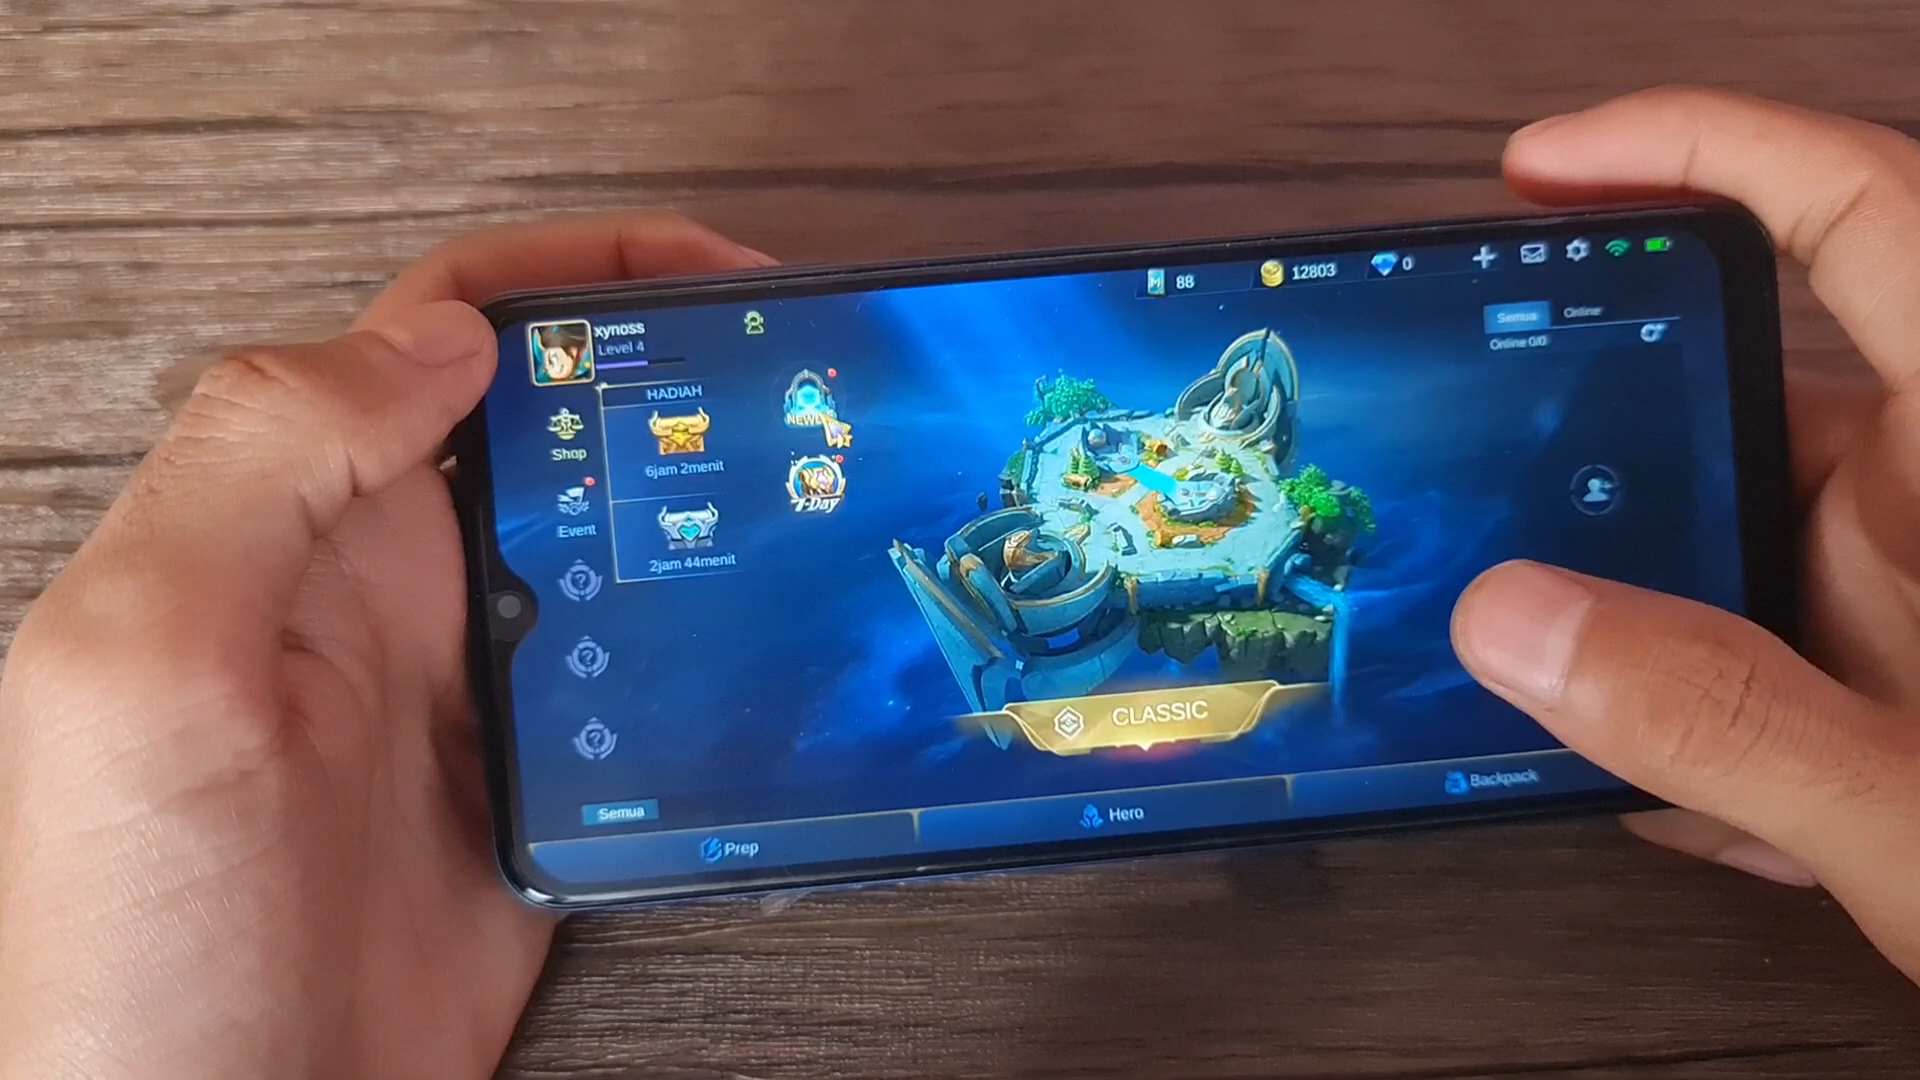 88
12803
0
xynoss
Level 4
Semua
Online
Online 0/0
HADIAH
6jam 2menit
2jam 44menit
Shop
Event
7-Day
CLASSIC
Semua
Prep
Hero
Backpack